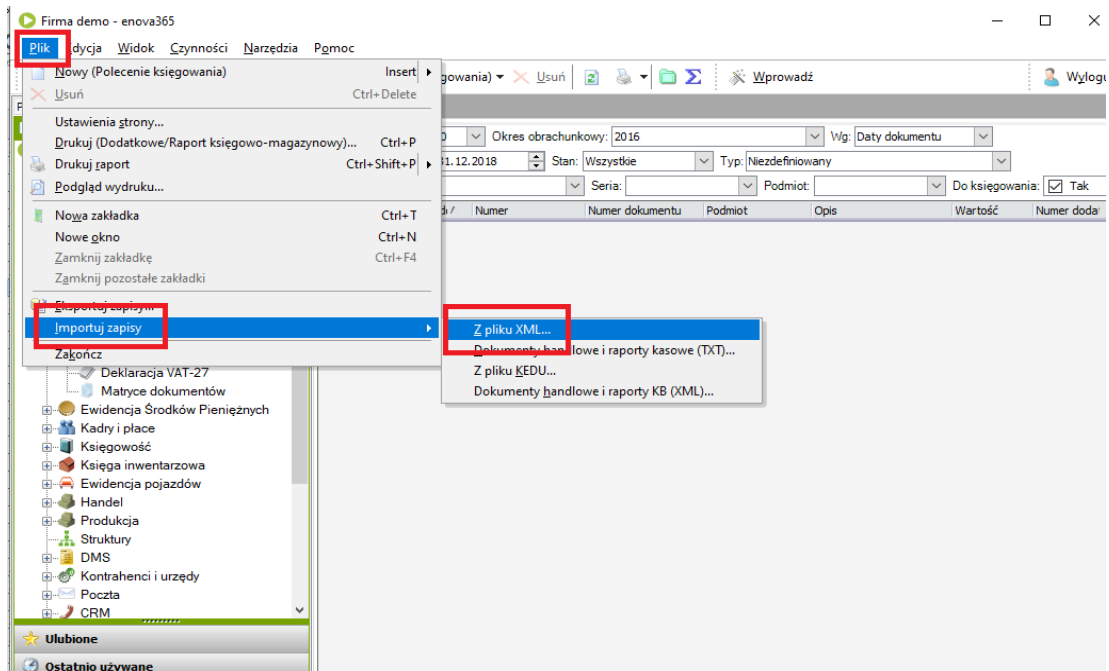 Firma demo - enova365
Plik Edycja Widok Czynności Narzędzia Pomoc
Nowy (Polecenie księgowania) Insert
gowania) Usuń Wprowadź Wylogu
Usuń Ctrl+Delete
Ustawienia strony...
Okres obrachunkowy: 2016 Wg: Daty dokumentu
Drukuj (Dodatkowe/Raport księgowo-magazynowy)... Ctrl+P
Drukuj raport Ctrl+Shift+P
31.12.2018 Stan: Wszystkie Typ: Niezdefiniowany
Podgląd wydruku...
Seria: Podmiot: Do księgowania: Tak
Nowa zakładka Ctrl+T
Numer Numer dokumentu Podmiot Opis Wartość Numer doda
Nowe okno Ctrl+N
Zamknij zakładkę Ctrl+F4
Zamknij pozostałe zakładki
Eksportuj zapisy...
Importuj zapisy
Z pliku XML...
Zakończ
Dokumenty handlowe i raporty kasowe (TXT)...
Z pliku KEDU...
Dokumenty handlowe i raporty KB (XML)...
Deklaracja VAT-27
Matryce dokumentów
Ewidencja Środków Pieniężnych
Kadry i płace
Księgowość
Księga inwentarzowa
Ewidencja pojazdów
Handel
Produkcja
Struktury
DMS
Kontrahenci i urzędy
Poczta
CRM
Ulubione
Ostatnio używane